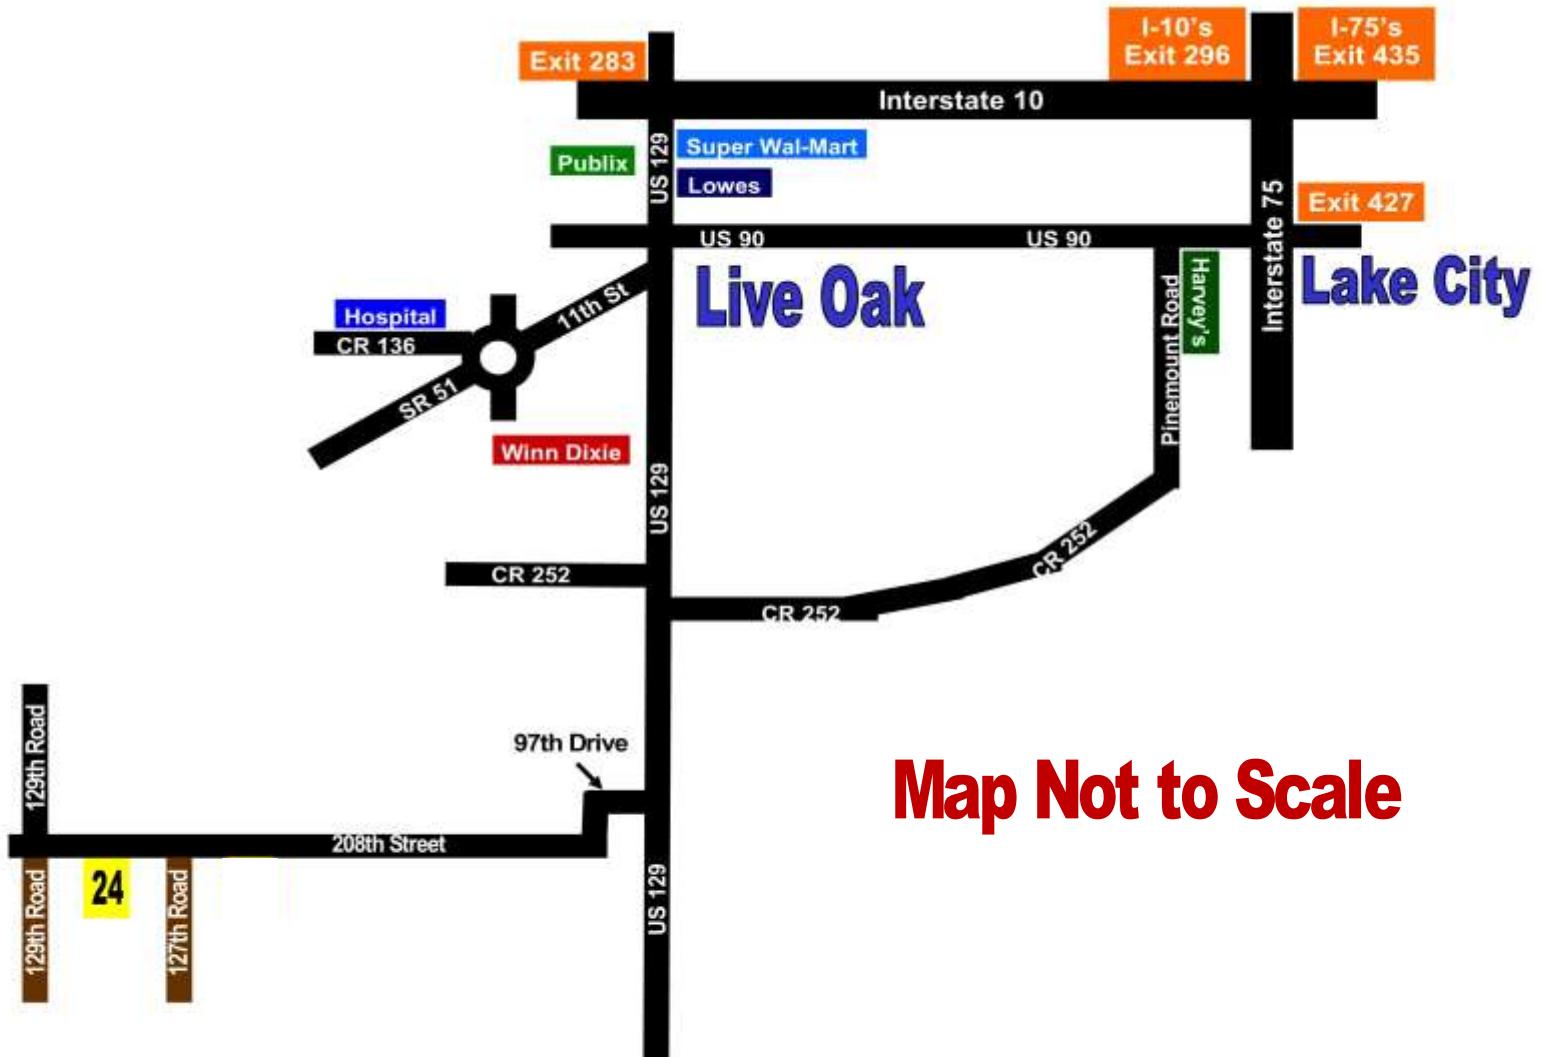 I-10's
Exit 296
I-75's
Exit 435
Exit 283
Interstate 10
US 129
Super Wal-Mart
Publix
Lowes
Interstate 75
Exit 427
US 90
US 90
Live Oak
Lake City
Harvey's
Pinemount Road
11th St
Hospital
CR 136
SR 51
Winn Dixie
US 129
CR 252
CR 252
CR 252
129th Road
97th Drive
Map Not to Scale
208th Street
129th Road
24
127th Road
US 129